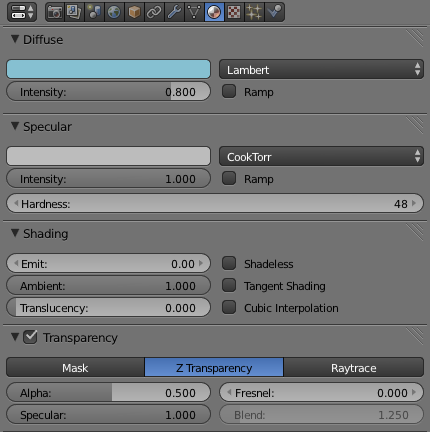 Diffuse
Lambert
Intensity: 0.800 Ramp
Specular
CookTorr
Intensity: 1.000 Ramp
Hardness: 48
Shading
Emit: 0.00 Shadeless
Ambient: 1.000 Tangent Shading
Translucency: 0.000 Cubic Interpolation
Transparency
Mask Z Transparency Raytrace
Alpha: 0.500 Fresnel: 0.000
Specular: 1.000 Blend: 1.250